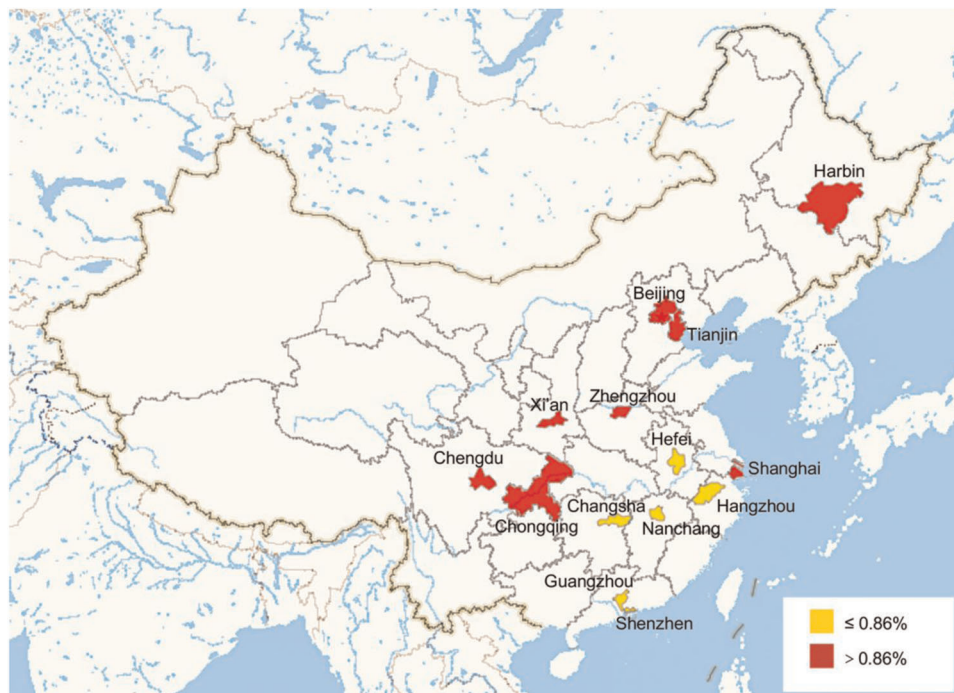 Harbin
Beijing
Tianjin
Zhengzhou
Xi'an
Hefei
Chengdu
Shanghai
Changsha
Hangzhou
Chongqing
Nanchang
Guangzhou
Shenzhen
≤ 0.86%
> 0.86%